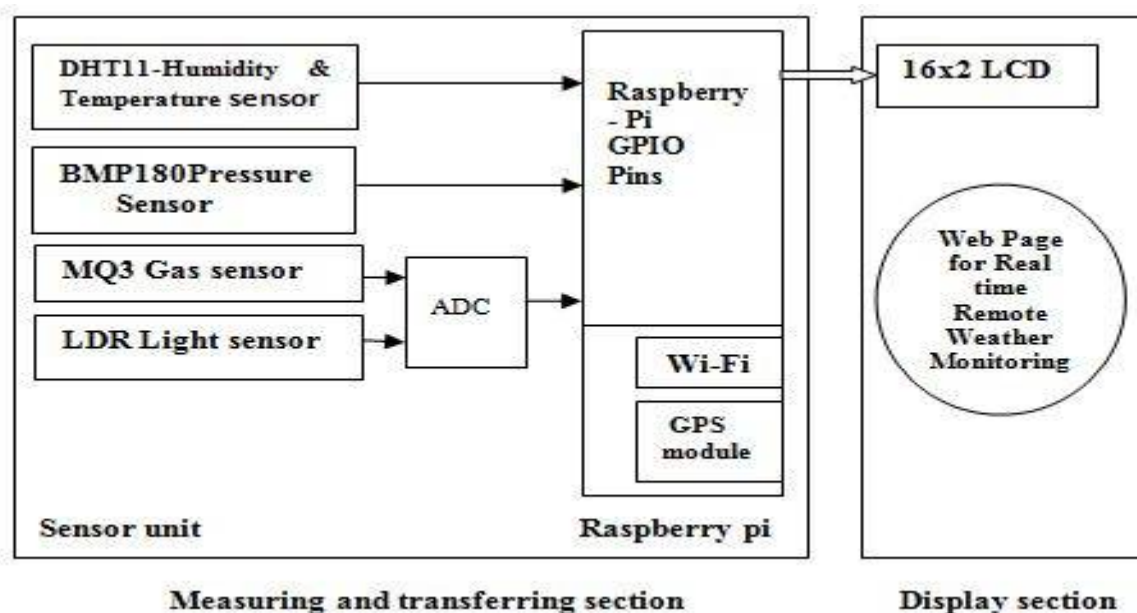 DHT11-Humidity &
Temperature sensor
BMP180Pressure
Sensor
MQ3 Gas sensor
LDR Light sensor
ADC
Raspberry
- Pi
GPIO
Pins
Wi-Fi
GPS
module
Sensor unit
Raspberry pi
16x2 LCD
Web Page
for Real
time
Remote
Weather
Monitoring
Measuring and transferring section
Display section